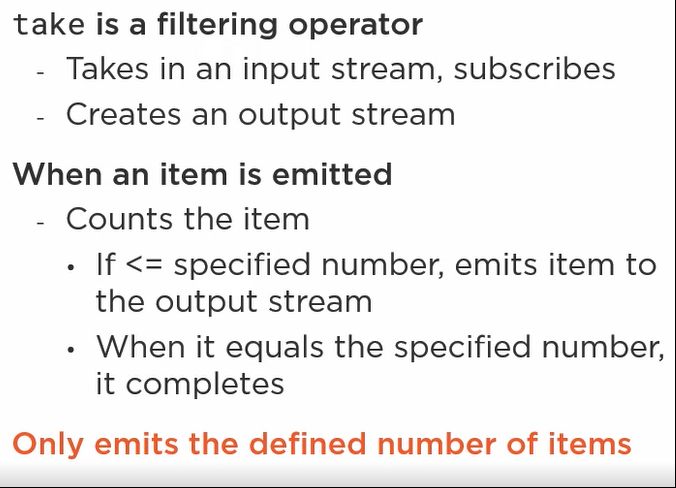 take is a filtering operator
- Takes in an input stream, subscribes
- Creates an output stream
When an item is emitted
- Counts the item
• If <= specified number, emits item to
the output stream
• When it equals the specified number,
it completes
Only emits the defined number of items